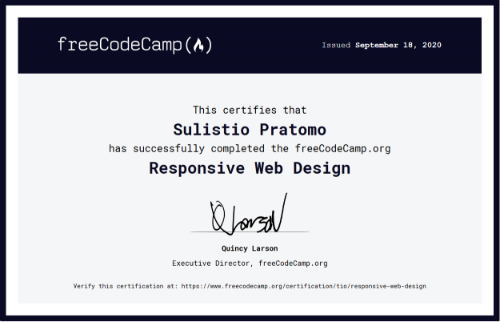 freeCodeCamp(🔥)
Issued September 18, 2020
This certifies that
Sulistio Pratomo
has successfully completed the freeCodeCamp.org
Responsive Web Design
QLarson
Quincy Larson
Executive Director, freeCodeCamp.org
Verify this certification at: https://www.freecodecamp.org/certification/tio/responsive-web-design